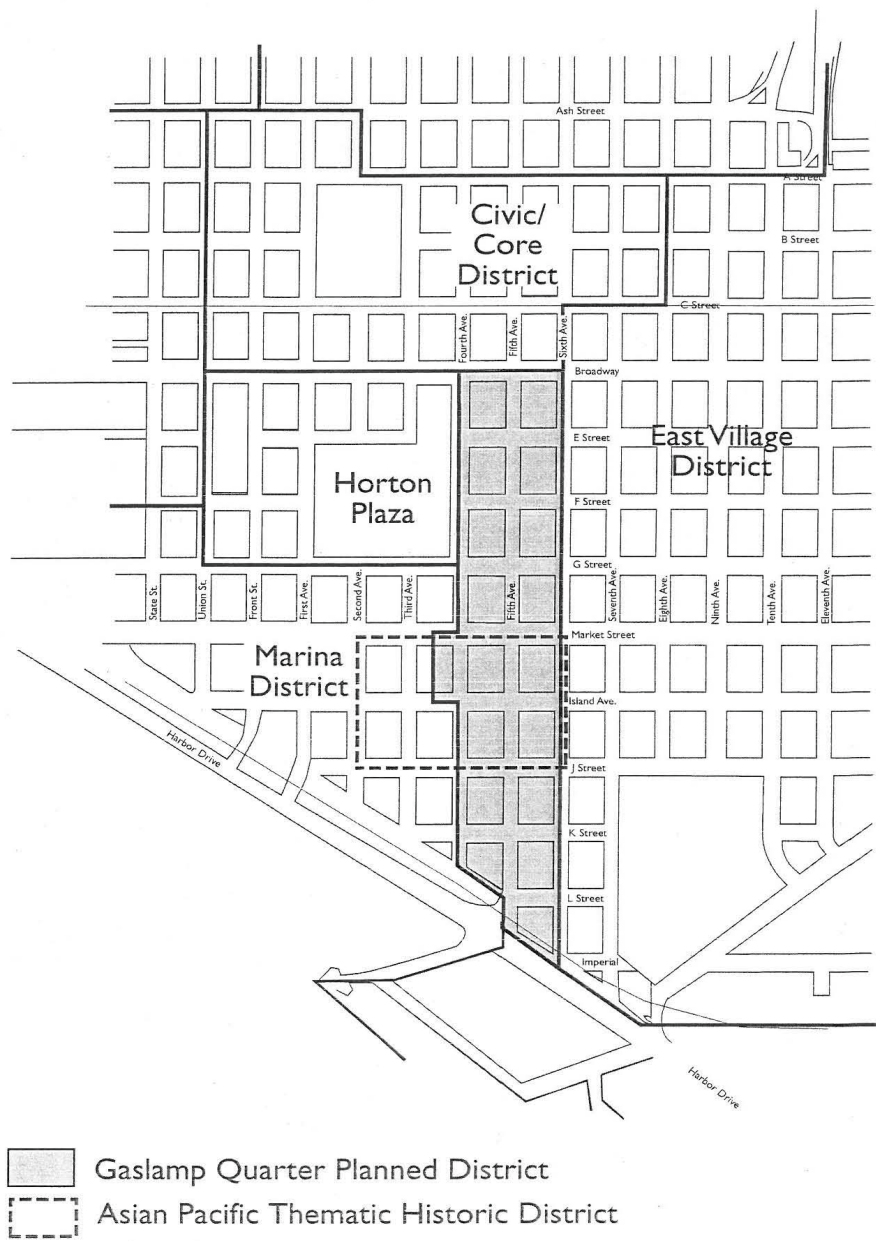 Ash Street
A Street
Civic/
Core
District
B Street
C Street
Fourth Ave.
Fifth Ave.
Sixth Ave.
Broadway
E Street
East Village
District
Horton
Plaza
F Street
G Street
State St.
Union St.
Front St.
First Ave.
Second Ave.
Third Ave.
Fifth Ave.
Seventh Ave.
Eighth Ave.
Ninth Ave.
Tenth Ave.
Eleventh Ave.
Market Street
Marina
District
Island Ave.
Harbor Drive
J Street
K Street
L Street
Imperial
Harbor Drive
Gaslamp Quarter Planned District
Asian Pacific Thematic Historic District